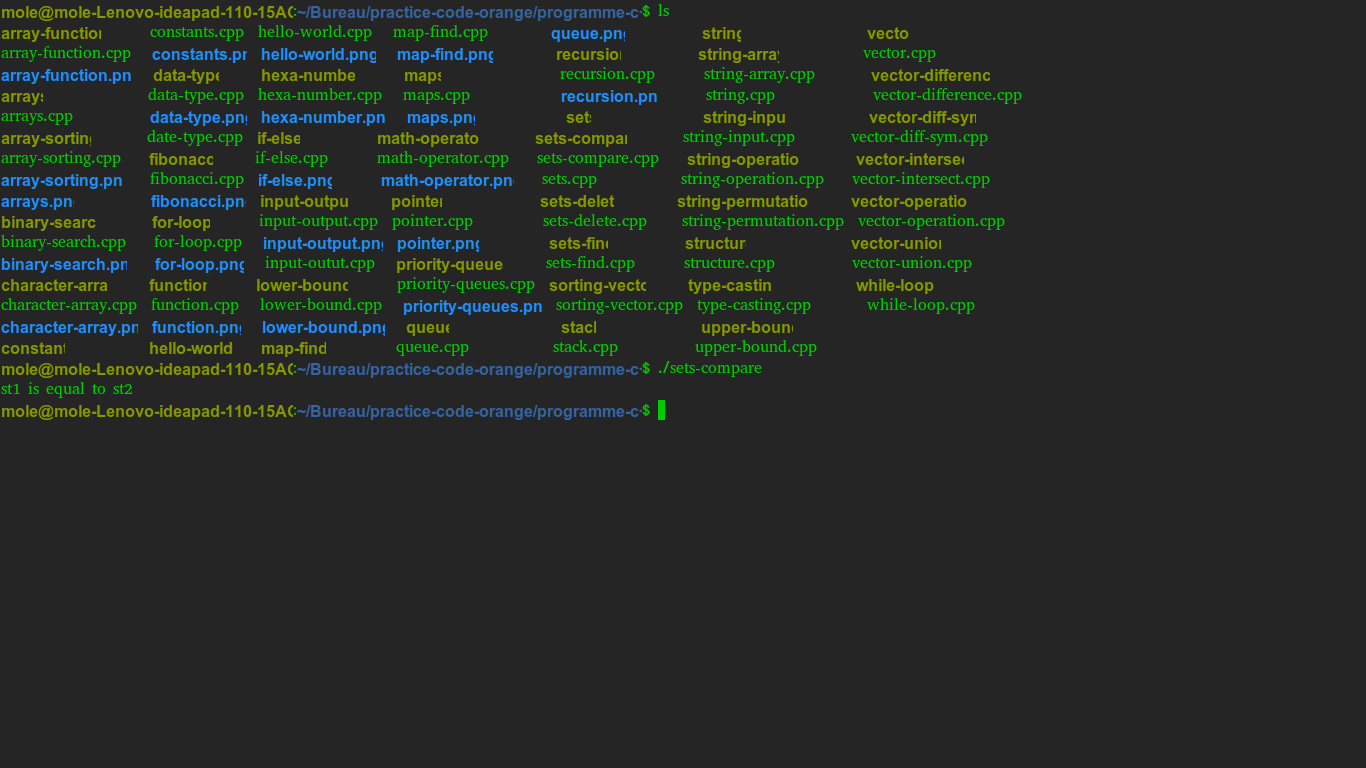 mole@mole-Lenovo-ideapad-110-15AC:~/Bureau/practice-code-orange/programme-c-$ ls
array-function constants.cpp hello-world.cpp map-find.cpp queue.png string vecto
array-function.cpp constants.pn hello-world.png map-find.png recursion string-array vector.cpp
array-function.pn data-type hexa-numbe maps recursion.cpp string-array.cpp vector-differenc
arrays data-type.cpp hexa-number.cpp maps.cpp recursion.pn string.cpp vector-difference.cpp
arrays.cpp data-type.png hexa-number.pn maps.png sets string-inpu vector-diff-sym
array-sorting date-type.cpp if-else math-operato sets-compar string-input.cpp vector-diff-sym.cpp
array-sorting.cpp fibonacc if-else.cpp math-operator.cpp sets-compare.cpp string-operatio vector-intersec
array-sorting.pn fibonacci.cpp if-else.png math-operator.pn sets.cpp string-operation.cpp vector-intersect.cpp
arrays.pn fibonacci.pn input-outpu pointer sets-delet string-permutatio vector-operatio
binary-searc for-loop input-output.cpp pointer.cpp sets-delete.cpp string-permutation.cpp vector-operation.cpp
binary-search.cpp for-loop.cpp input-output.png pointer.png sets-find structure vector-union
binary-search.pn for-loop.png input-outut.cpp priority-queue sets-find.cpp structure.cpp vector-union.cpp
character-arra function lower-bound priority-queues.cpp sorting-vecto type-castin while-loop
character-array.cpp function.cpp lower-bound.cpp priority-queues.pn sorting-vector.cpp type-casting.cpp while-loop.cpp
character-array.pn function.png lower-bound.png queue stack upper-boun
constant hello-world map-find queue.cpp stack.cpp upper-bound.cpp
mole@mole-Lenovo-ideapad-110-15AC:~/Bureau/practice-code-orange/programme-c-$ ./sets-compare
st1 is equal to st2
mole@mole-Lenovo-ideapad-110-15AC:~/Bureau/practice-code-orange/programme-c-$